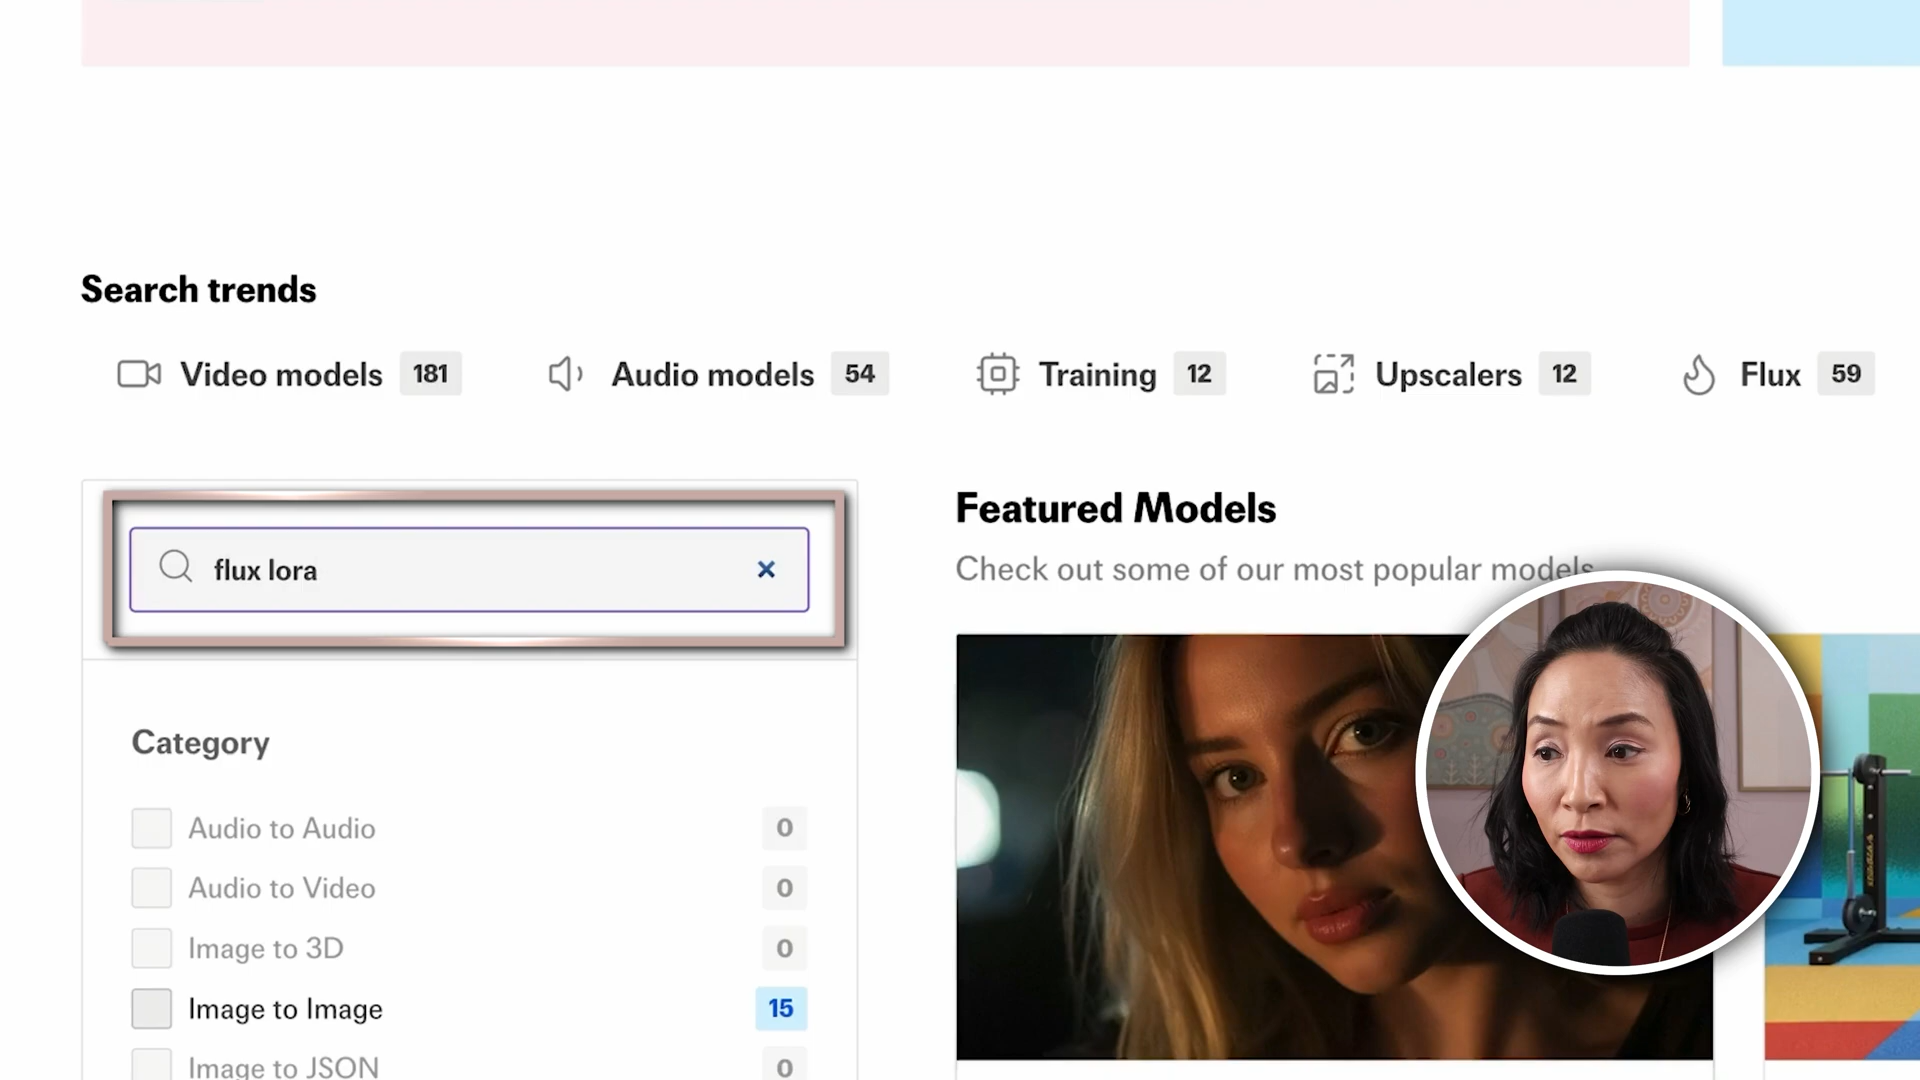 Search trends
Video models 181 Audio models 54 Training 12 Upscalers 12 Flux 59
flux lora
Featured Models
Check out some of our most popular models
Category
Audio to Audio 0
Audio to Video 0
Image to 3D 0
Image to Image 15
Image to JSON 0